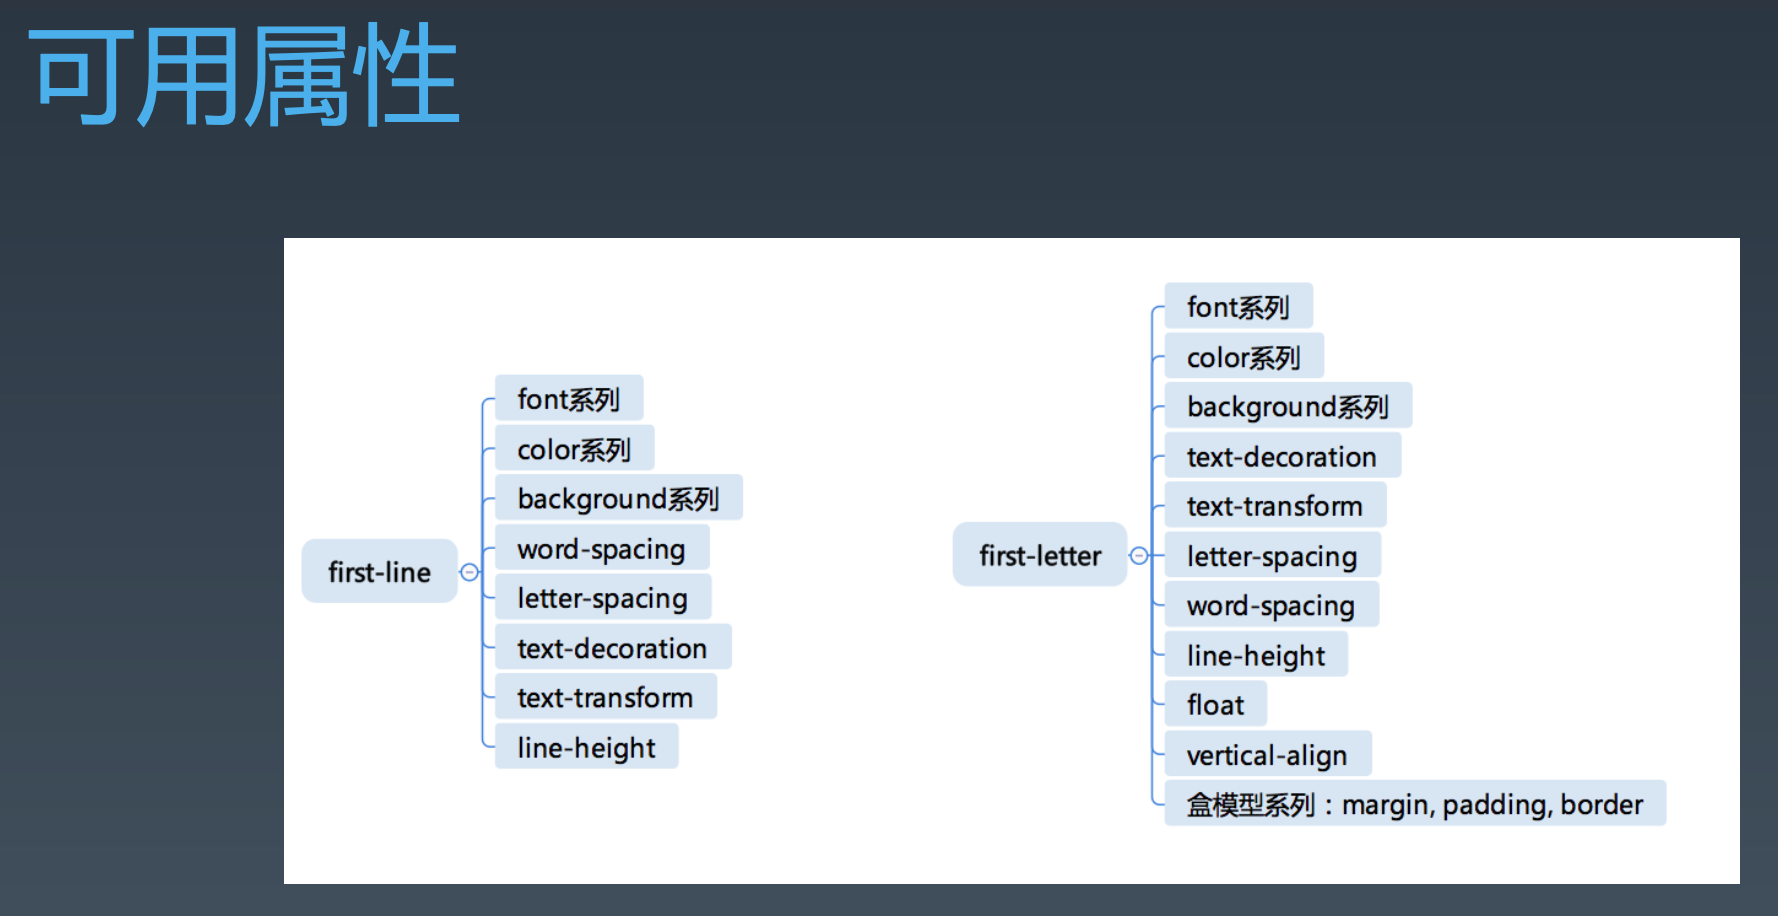 可用属性
first-line
font系列
color系列
background系列
word-spacing
letter-spacing
text-decoration
text-transform
line-height
first-letter
font系列
color系列
background系列
text-decoration
text-transform
letter-spacing
word-spacing
line-height
float
vertical-align
盒模型系列：margin, padding, border